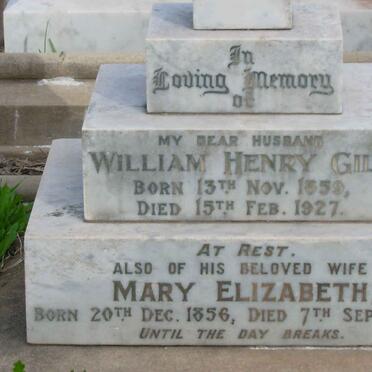 In
Loving Memory
of
MY DEAR HUSBAND
WILLIAM HENRY
BORN 13TH NOV. 1859,
DIED 15TH FEB. 1927.
AT REST.
ALSO OF HIS BELOVED WIFE
MARY ELIZABETH
BORN 20TH DEC. 1856, DIED 7TH SEP
UNTIL THE DAY BREAKS.